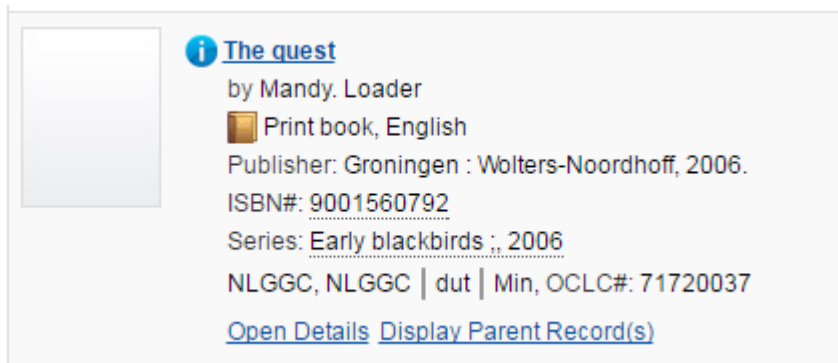 The quest
by Mandy. Loader
Print book, English
Publisher: Groningen : Wolters-Noordhoff, 2006.
ISBN#: 9001560792
Series: Early blackbirds ;, 2006
NLGGC, NLGGC | dut | Min, OCLC#: 71720037
Open Details Display Parent Record(s)